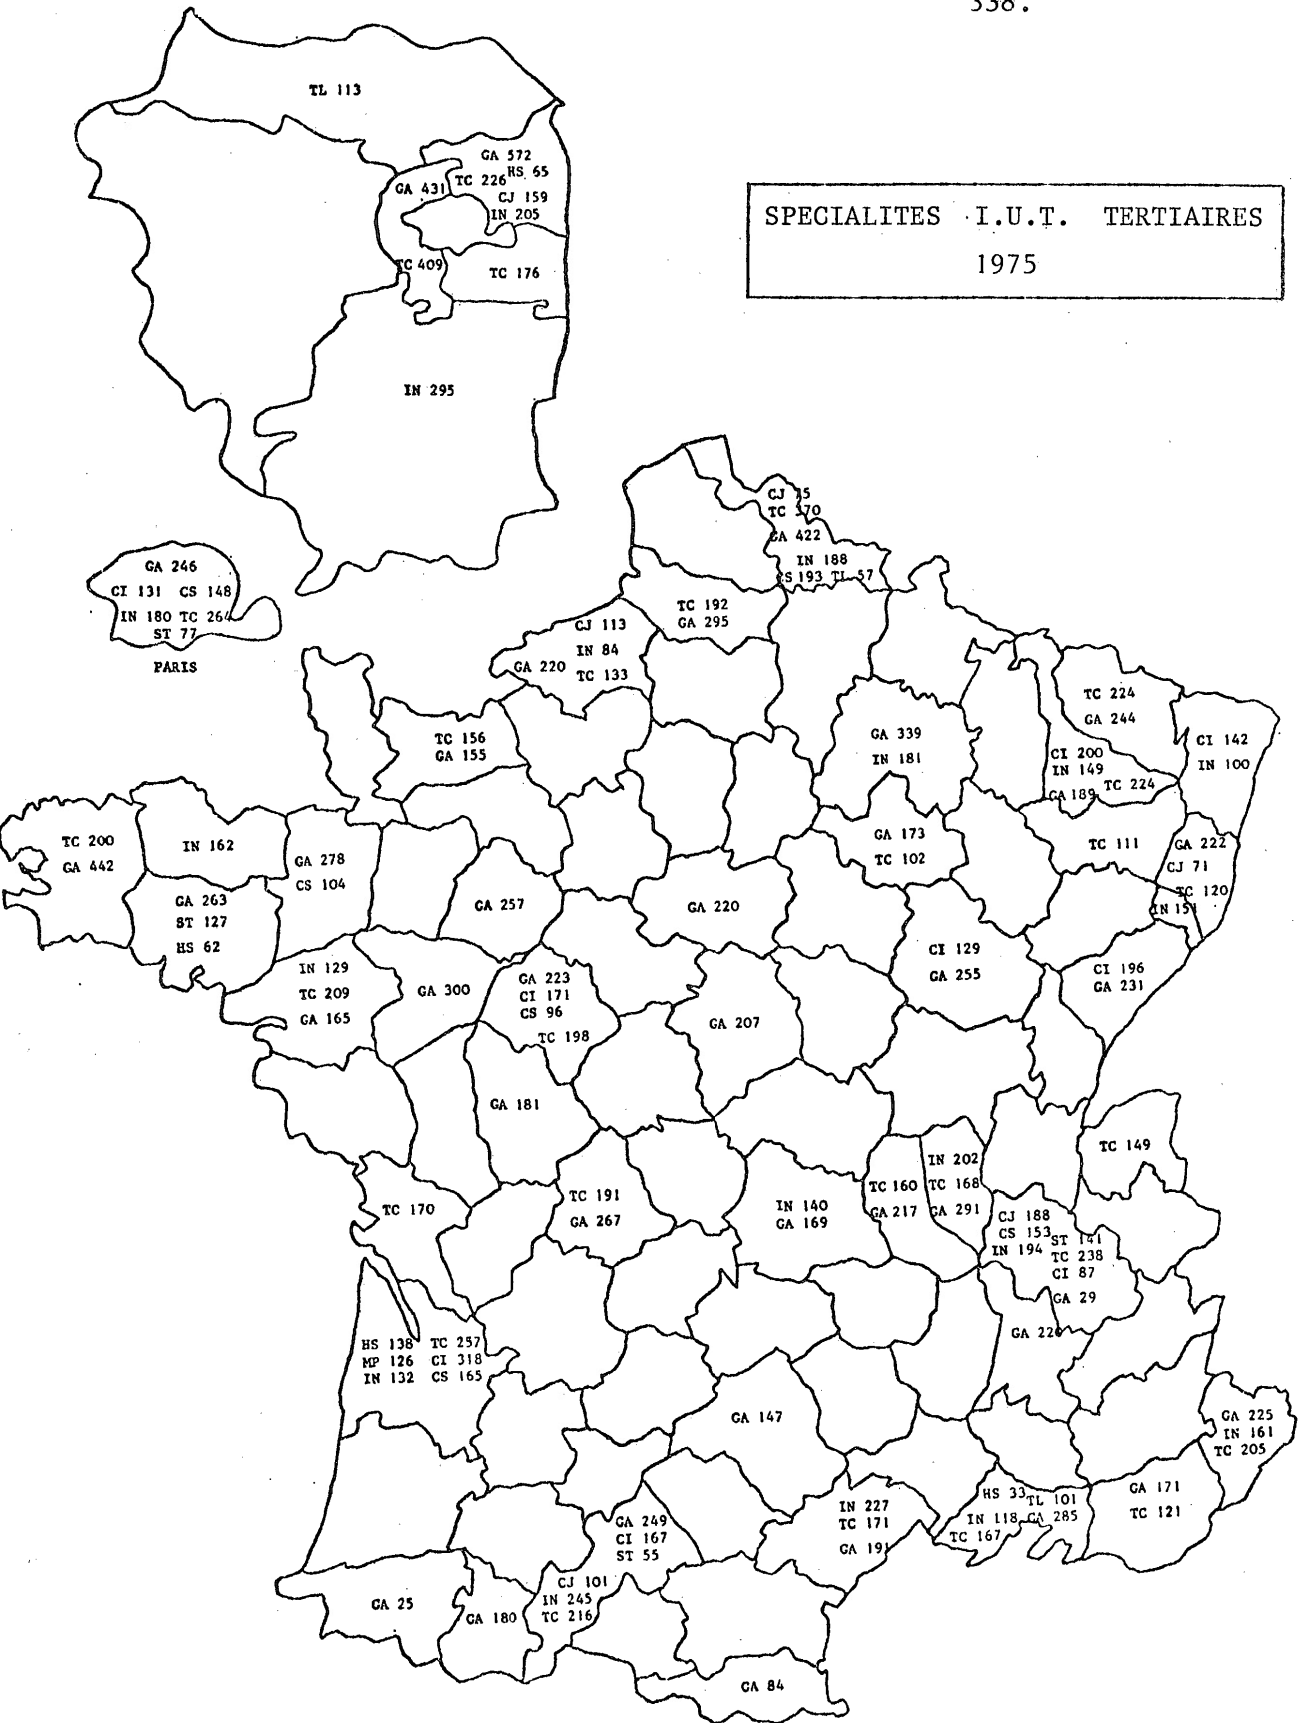 338.
TL 113
GA 572
HS 65
GA 431
TC 226
CJ 159
IN 205
TC 409
TC 176
SPECIALITES I.U.T. TERTIAIRES
1975
IN 295
GA 246
CI 131 CS 148
IN 180 TC 264
ST 77
PARIS
TC
GA 422
IN 188
TL 57
TC 192
GA 295
CJ 113
IN 84
GA 220
TC 133
TC 156
GA 155
GA 339
IN 181
TC 224
GA 244
CI 200
IN 149
GA 189
TC 224
CI 142
IN 100
TC 200
GA 442
IN 162
GA 278
CS 104
GA 173
TC 102
TC 111
GA 222
CJ 71
TC 120
IN 151
GA 263
ST 127
HS 62
GA 257
GA 220
CI 129
GA 255
CI 196
GA 231
IN 129
TC 209
GA 165
GA 300
GA 223
CI 171
CS 96
TC 198
GA 207
GA 181
TC 149
TC 170
TC 191
GA 267
IN 140
GA 169
TC 160
GA 217
IN 202
TC 168
GA 291
CJ 188
CS 153
IN 194
ST 141
TC 238
CI 87
GA 29
GA
HS 138 TC 257
MP 126 CI 318
IN 132 CS 165
GA 147
GA 225
IN 161
TC 205
GA 249
CI 167
ST 55
IN 227
TC 171
GA 191
HS 33
TL 101
IN 118
GA 285
TC 167
GA 171
TC 121
CJ 101
IN 245
TC 216
GA 25
GA 180
GA 84